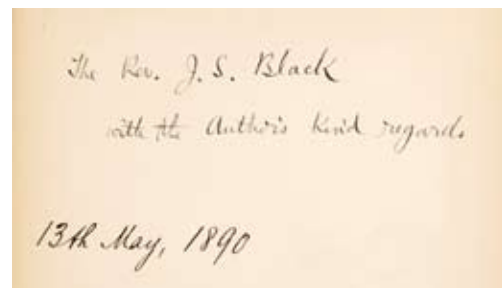 The Rev. J. S. Black
with the Author's Kind regards
13th May, 1890